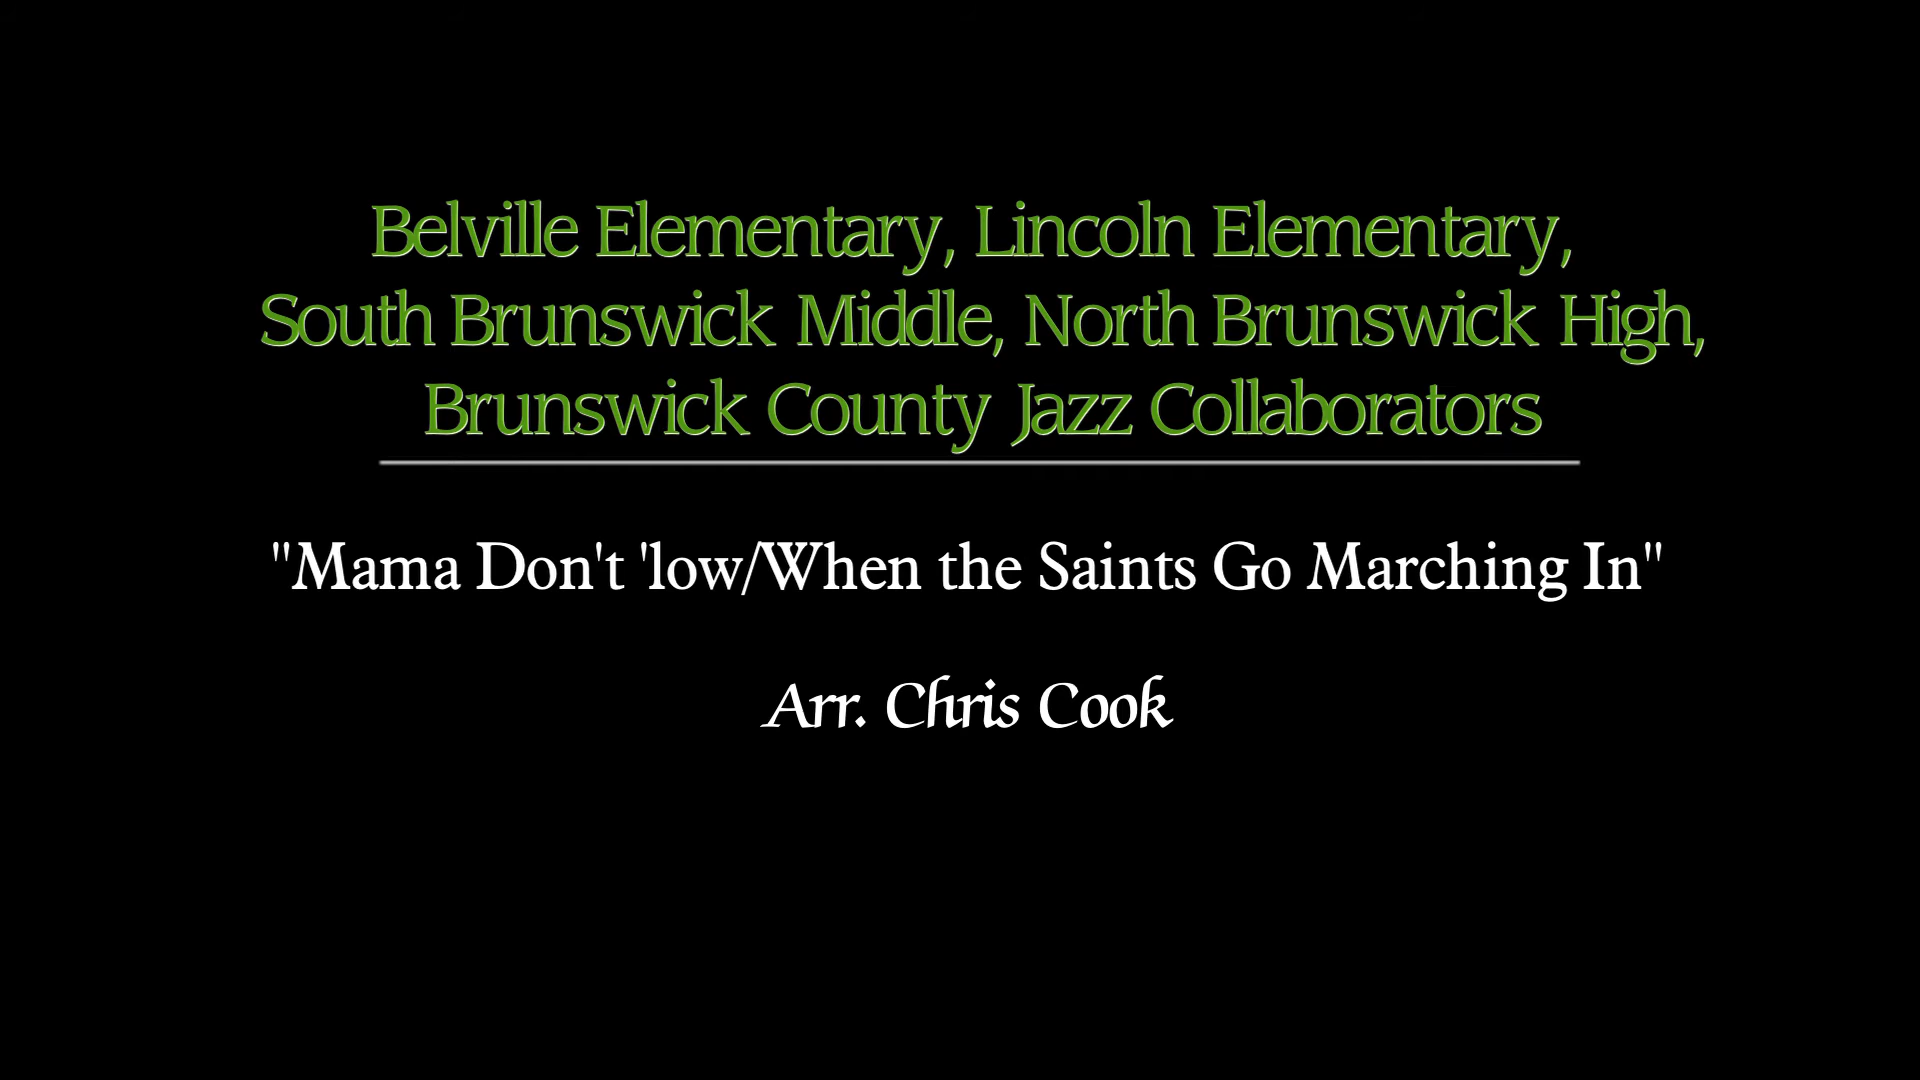 Belville Elementary, Lincoln Elementary,
South Brunswick Middle, North Brunswick High,
Brunswick County Jazz Collaborators
"Mama Don't 'low/When the Saints Go Marching In"
Arr. Chris Cook